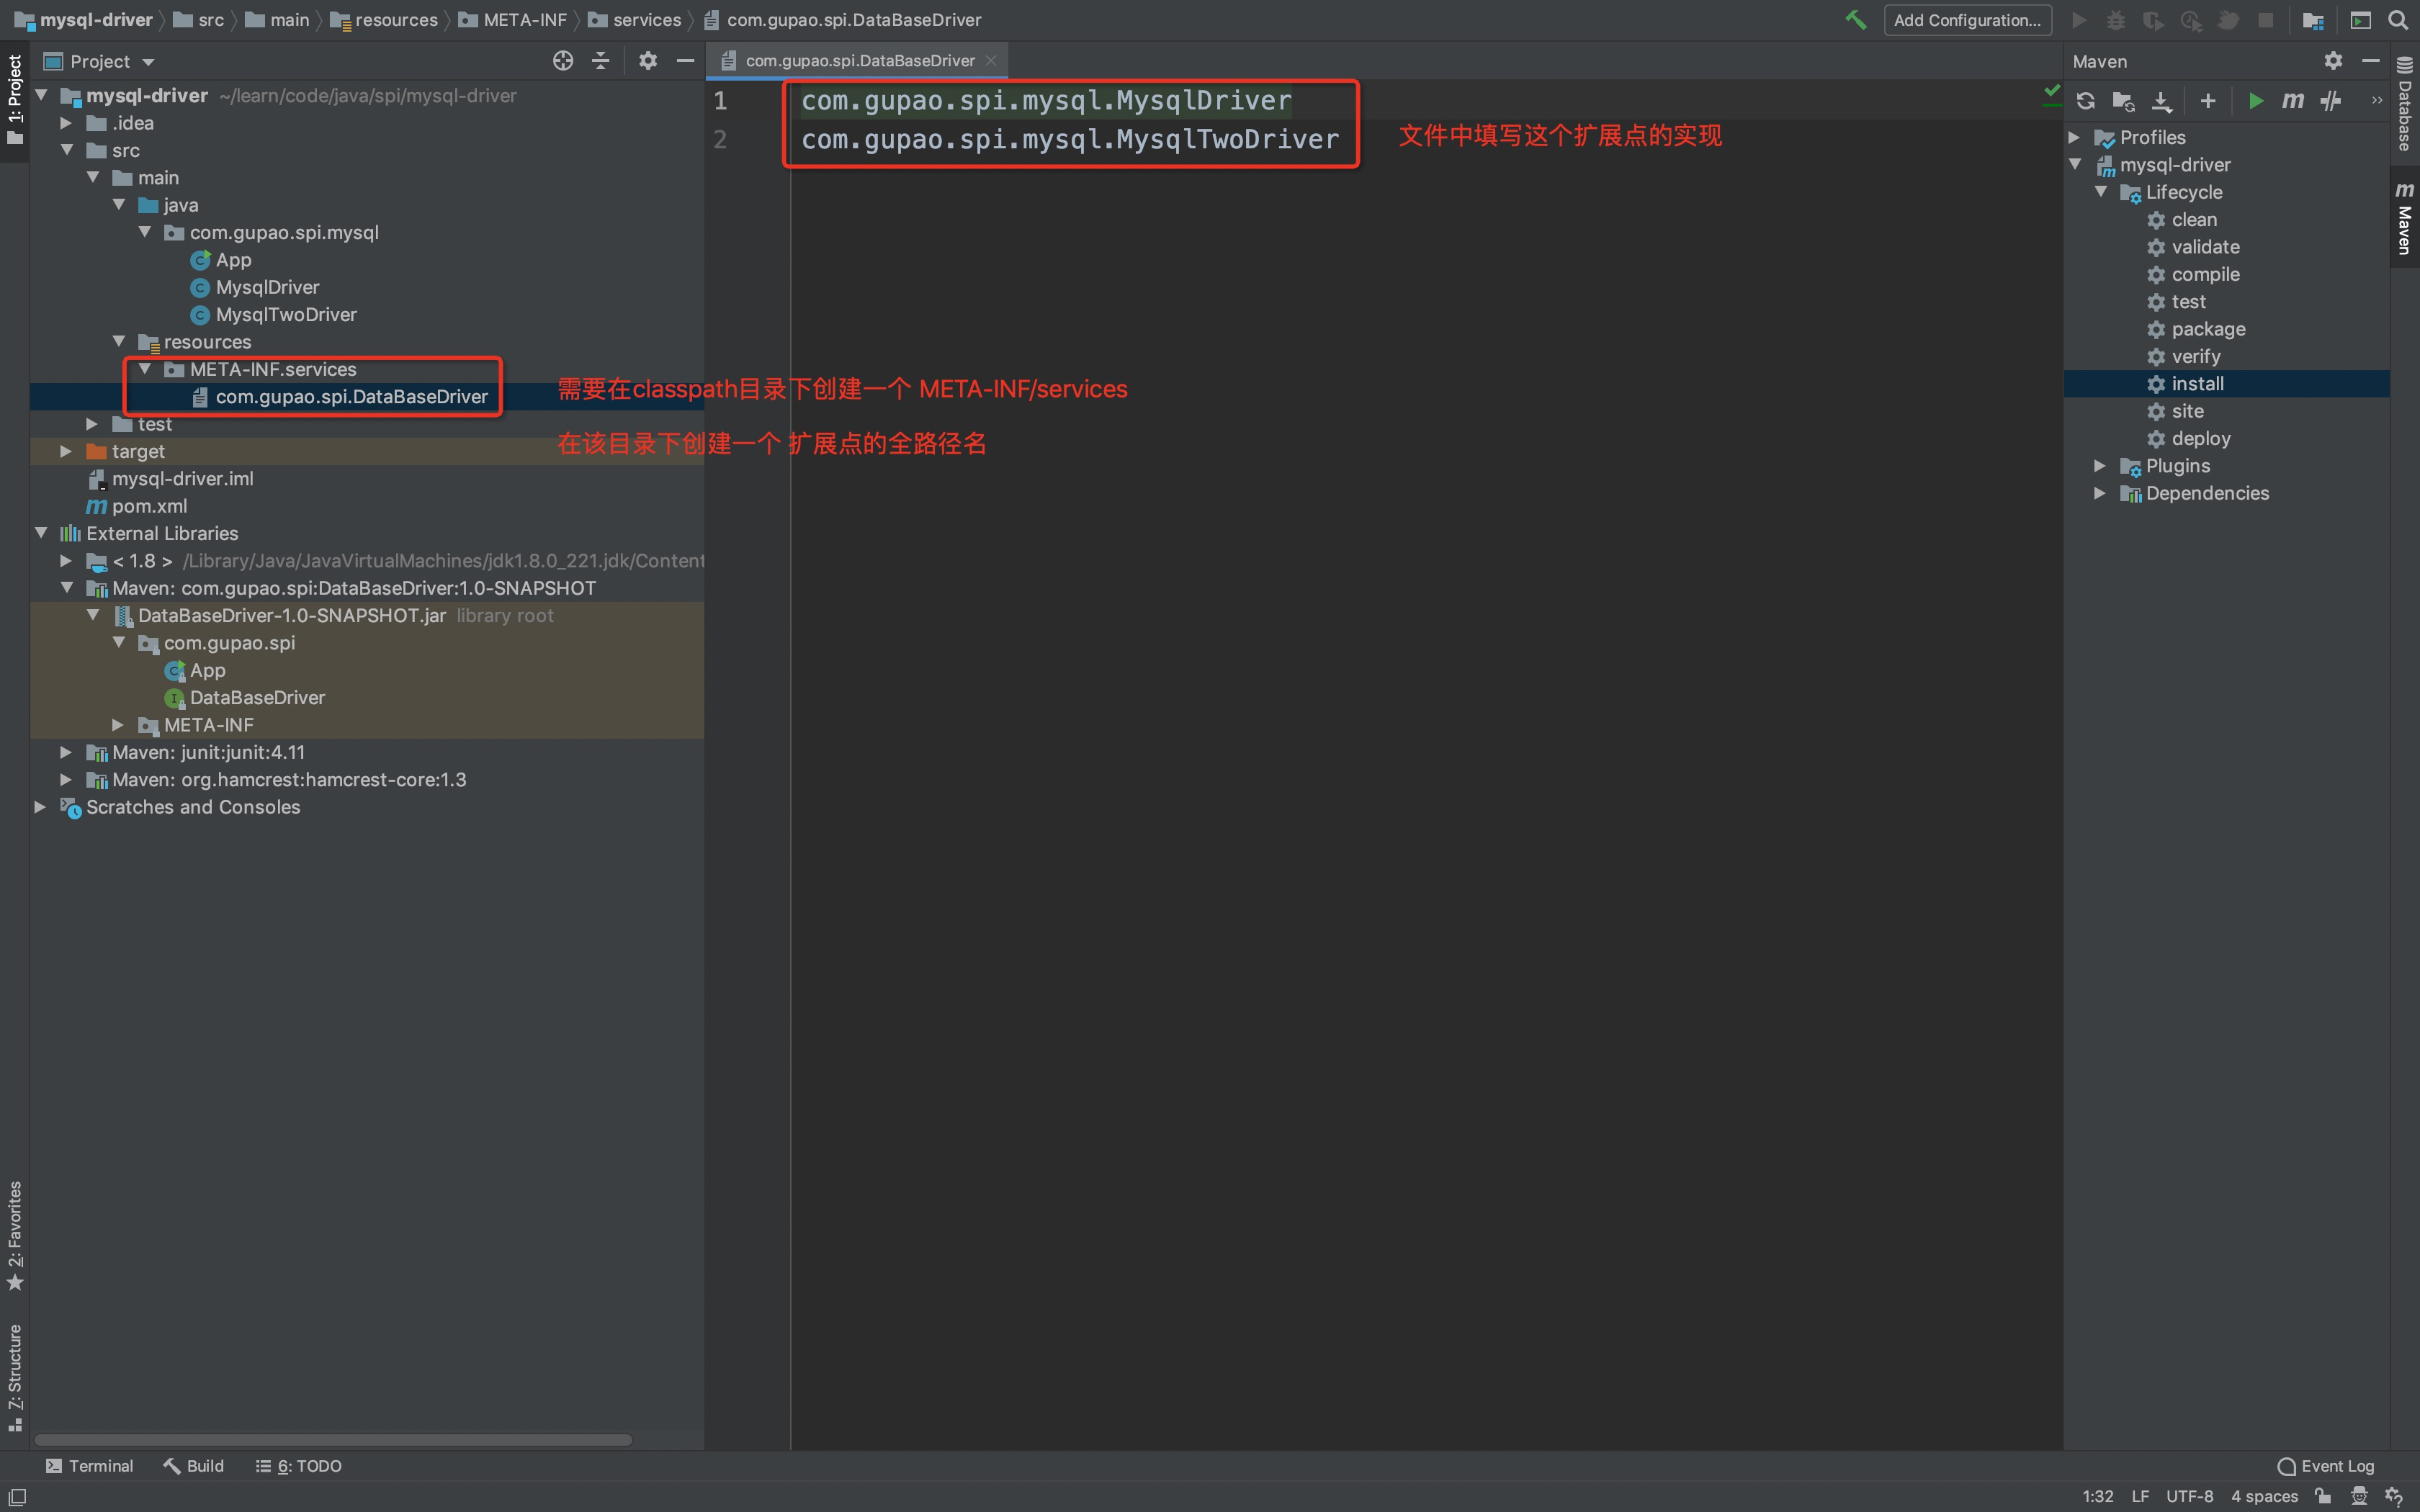 mysql-driver src main resources META-INF services com.gupao.spi.DataBaseDriver Add Configuration...
1: Project
Project
mysql-driver ~/learn/code/java/spi/mysql-driver
.idea
src
main
java
com.gupao.spi.mysql
App
MysqlDriver
MysqlTwoDriver
resources
META-INF.services
com.gupao.spi.DataBaseDriver
test
target
mysql-driver.iml
pom.xml
External Libraries
< 1.8 > /Library/Java/JavaVirtualMachines/jdk1.8.0_221.jdk/Content
Maven: com.gupao.spi:DataBaseDriver:1.0-SNAPSHOT
DataBaseDriver-1.0-SNAPSHOT.jar library root
com.gupao.spi
App
DataBaseDriver
META-INF
Maven: junit:junit:4.11
Maven: org.hamcrest:hamcrest-core:1.3
Scratches and Consoles
com.gupao.spi.DataBaseDriver
1 com.gupao.spi.mysql.MysqlDriver
2 com.gupao.spi.mysql.MysqlTwoDriver
文件中填写这个扩展点的实现
需要在classpath目录下创建一个 META-INF/services
在该目录下创建一个 扩展点的全路径名
Maven
Profiles
mysql-driver
Lifecycle
clean
validate
compile
test
package
verify
install
site
deploy
Plugins
Dependencies
Database
Maven
2: Favorites
7: Structure
Terminal Build 6: TODO Event Log
1:32 LF UTF-8 4 spaces